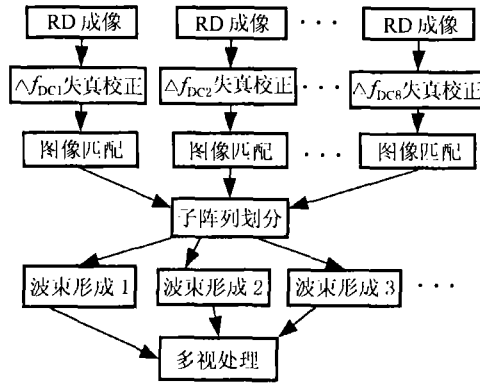 RD 成像 RD 成像 · · · RD 成像
△f_DC1失真校正 △f_DC2失真校正 · · · △f_DC8失真校正
图像匹配 图像匹配 · · · 图像匹配
子阵列划分
波束形成 1 波束形成 2 波束形成 3 · · ·
多视处理